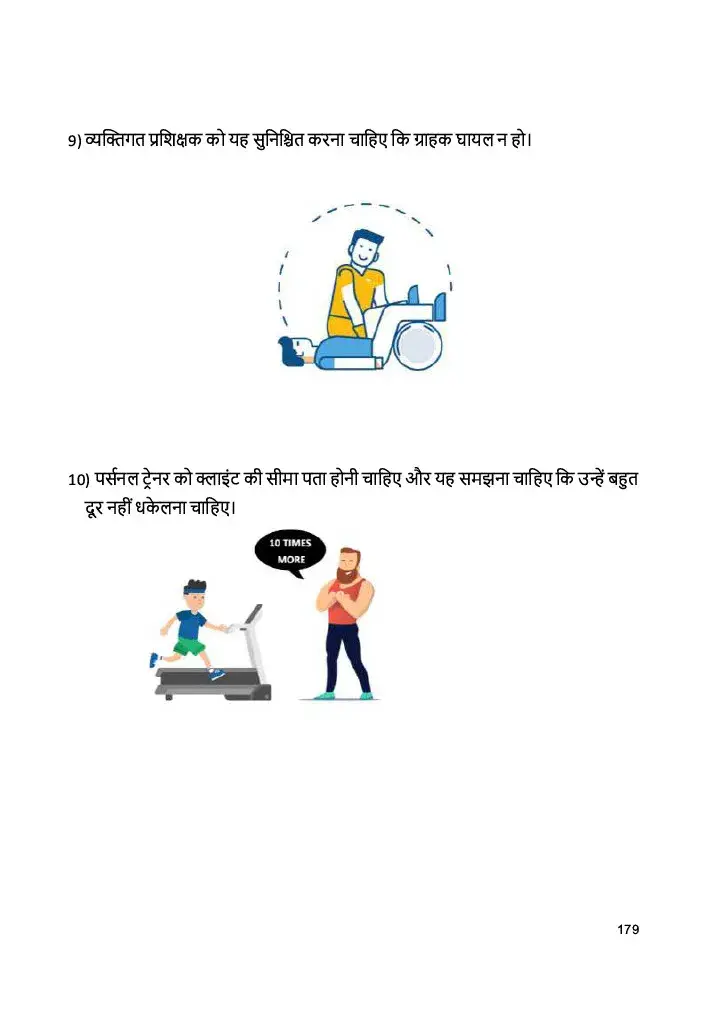 9) व्यक्तिगत प्रशिक्षक को यह सुनिश्चित करना चाहिए कि ग्राहक घायल न हो।
10) पर्सनल ट्रेनर को क्लाइंट की सीमा पता होनी चाहिए और यह समझना चाहिए कि उन्हें बहुत
दूर नहीं धकेलना चाहिए।
10 TIMES
MORE
179